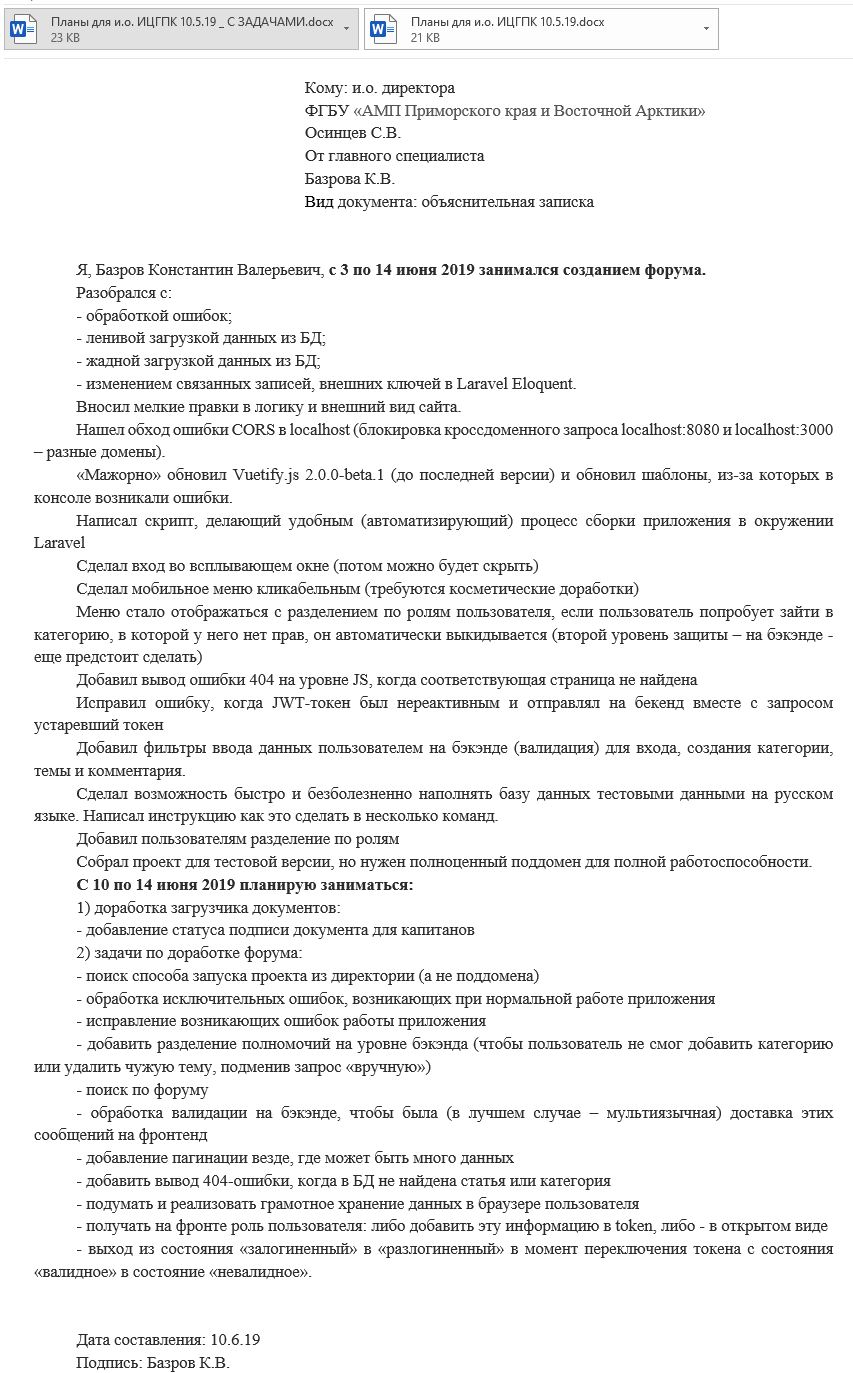 Планы для и.о. ИЦГПК 10.5.19 _ С ЗАДАЧАМИ.docx
23 KB
Планы для и.о. ИЦГПК 10.5.19.docx
21 KB
Кому: и.о. директора
ФГБУ «АМП Приморского края и Восточной Арктики»
Осинцев С.В.
От главного специалиста
Базрова К.В.
Вид документа: объяснительная записка
Я, Базров Константин Валерьевич, с 3 по 14 июня 2019 занимался созданием форума.
Разобрался с:
- обработкой ошибок;
- ленивой загрузкой данных из БД;
- жадной загрузкой данных из БД;
- изменением связанных записей, внешних ключей в Laravel Eloquent.
Вносил мелкие правки в логику и внешний вид сайта.
Нашел обход ошибки CORS в localhost (блокировка кроссдоменного запроса localhost:8080 и localhost:3000
– разные домены).
«Мажорно» обновил Vuetify.js 2.0.0-beta.1 (до последней версии) и обновил шаблоны, из-за которых в
консоле возникали ошибки.
Написал скрипт, делающий удобным (автоматизирующий) процесс сборки приложения в окружении
Laravel
Сделал вход во всплывающем окне (потом можно будет скрыть)
Сделал мобильное меню кликабельным (требуются косметические доработки)
Меню стало отображаться с разделением по ролям пользователя, если пользователь попробует зайти в
категорию, в которой у него нет прав, он автоматически выкидывается (второй уровень защиты – на бэкэнде -
еще предстоит сделать)
Добавил вывод ошибки 404 на уровне JS, когда соответствующая страница не найдена
Исправил ошибку, когда JWT-токен был нереактивным и отправлял на бекенд вместе с запросом
устаревший токен
Добавил фильтры ввода данных пользователем на бэкэнде (валидация) для входа, создания категории,
темы и комментария.
Сделал возможность быстро и безболезненно наполнять базу данных тестовыми данными на русском
языке. Написал инструкцию как это сделать в несколько команд.
Добавил пользователям разделение по ролям
Собрал проект для тестовой версии, но нужен полноценный поддомен для полной работоспособности.
С 10 по 14 июня 2019 планирую заниматься:
1) доработка загрузчика документов:
- добавление статуса подписи документа для капитанов
2) задачи по доработке форума:
- поиск способа запуска проекта из директории (а не поддомена)
- обработка исключительных ошибок, возникающих при нормальной работе приложения
- исправление возникающих ошибок работы приложения
- добавить разделение полномочий на уровне бэкэнда (чтобы пользователь не смог добавить категорию
или удалить чужую тему, подменив запрос «вручную»)
- поиск по форуму
- обработка валидации на бэкэнде, чтобы была (в лучшем случае – мультиязычная) доставка этих
сообщений на фронтенд
- добавление пагинации везде, где может быть много данных
- добавить вывод 404-ошибки, когда в БД не найдена статья или категория
- подумать и реализовать грамотное хранение данных в браузере пользователя
- получать на фронте роль пользователя: либо добавить эту информацию в token, либо - в открытом виде
- выход из состояния «залогиненный» в «разлогиненный» в момент переключения токена с состояния
«валидное» в состояние «невалидное».
Дата составления: 10.6.19
Подпись: Базров К.В.